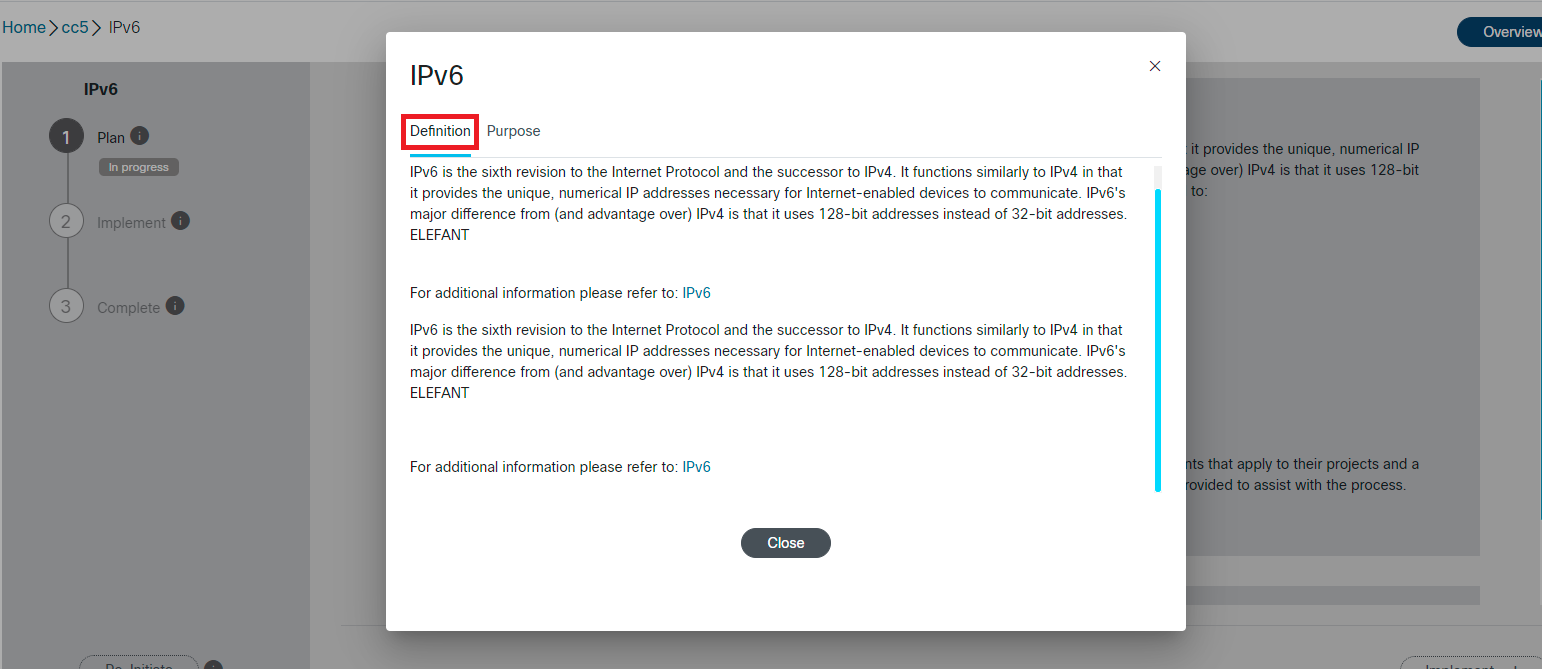 Home > cc5 > IPv6
Overview
IPv6
1 Plan i
In progress
2 Implement i
3 Complete i
IPv6
×
Definition Purpose
IPv6 is the sixth revision to the Internet Protocol and the successor to IPv4. It functions similarly to IPv4 in that
it provides the unique, numerical IP addresses necessary for Internet-enabled devices to communicate. IPv6's
major difference from (and advantage over) IPv4 is that it uses 128-bit addresses instead of 32-bit addresses.
ELEFANT
For additional information please refer to: IPv6
IPv6 is the sixth revision to the Internet Protocol and the successor to IPv4. It functions similarly to IPv4 in that
it provides the unique, numerical IP addresses necessary for Internet-enabled devices to communicate. IPv6's
major difference from (and advantage over) IPv4 is that it uses 128-bit addresses instead of 32-bit addresses.
ELEFANT
For additional information please refer to: IPv6
Close
it provides the unique, numerical IP
over) IPv4 is that it uses 128-bit
to:
that apply to their projects and a
to assist with the process.
Re-Initiate